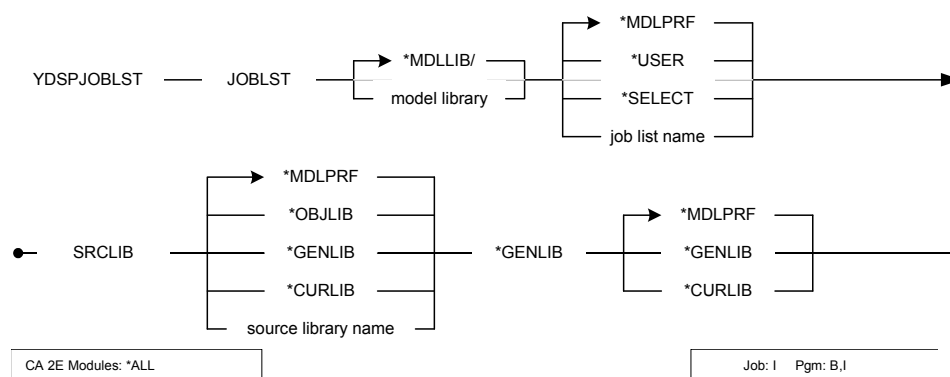 *MDLPRF
YDSPJOBLST JOBLST *MDLLIB/ *USER
model library *SELECT
job list name
*MDLPRF
*OBJLIB *MDLPRF
SRCLIB *GENLIB *GENLIB *GENLIB
*CURLIB *CURLIB
source library name
CA 2E Modules: *ALL Job: I Pgm: B,I